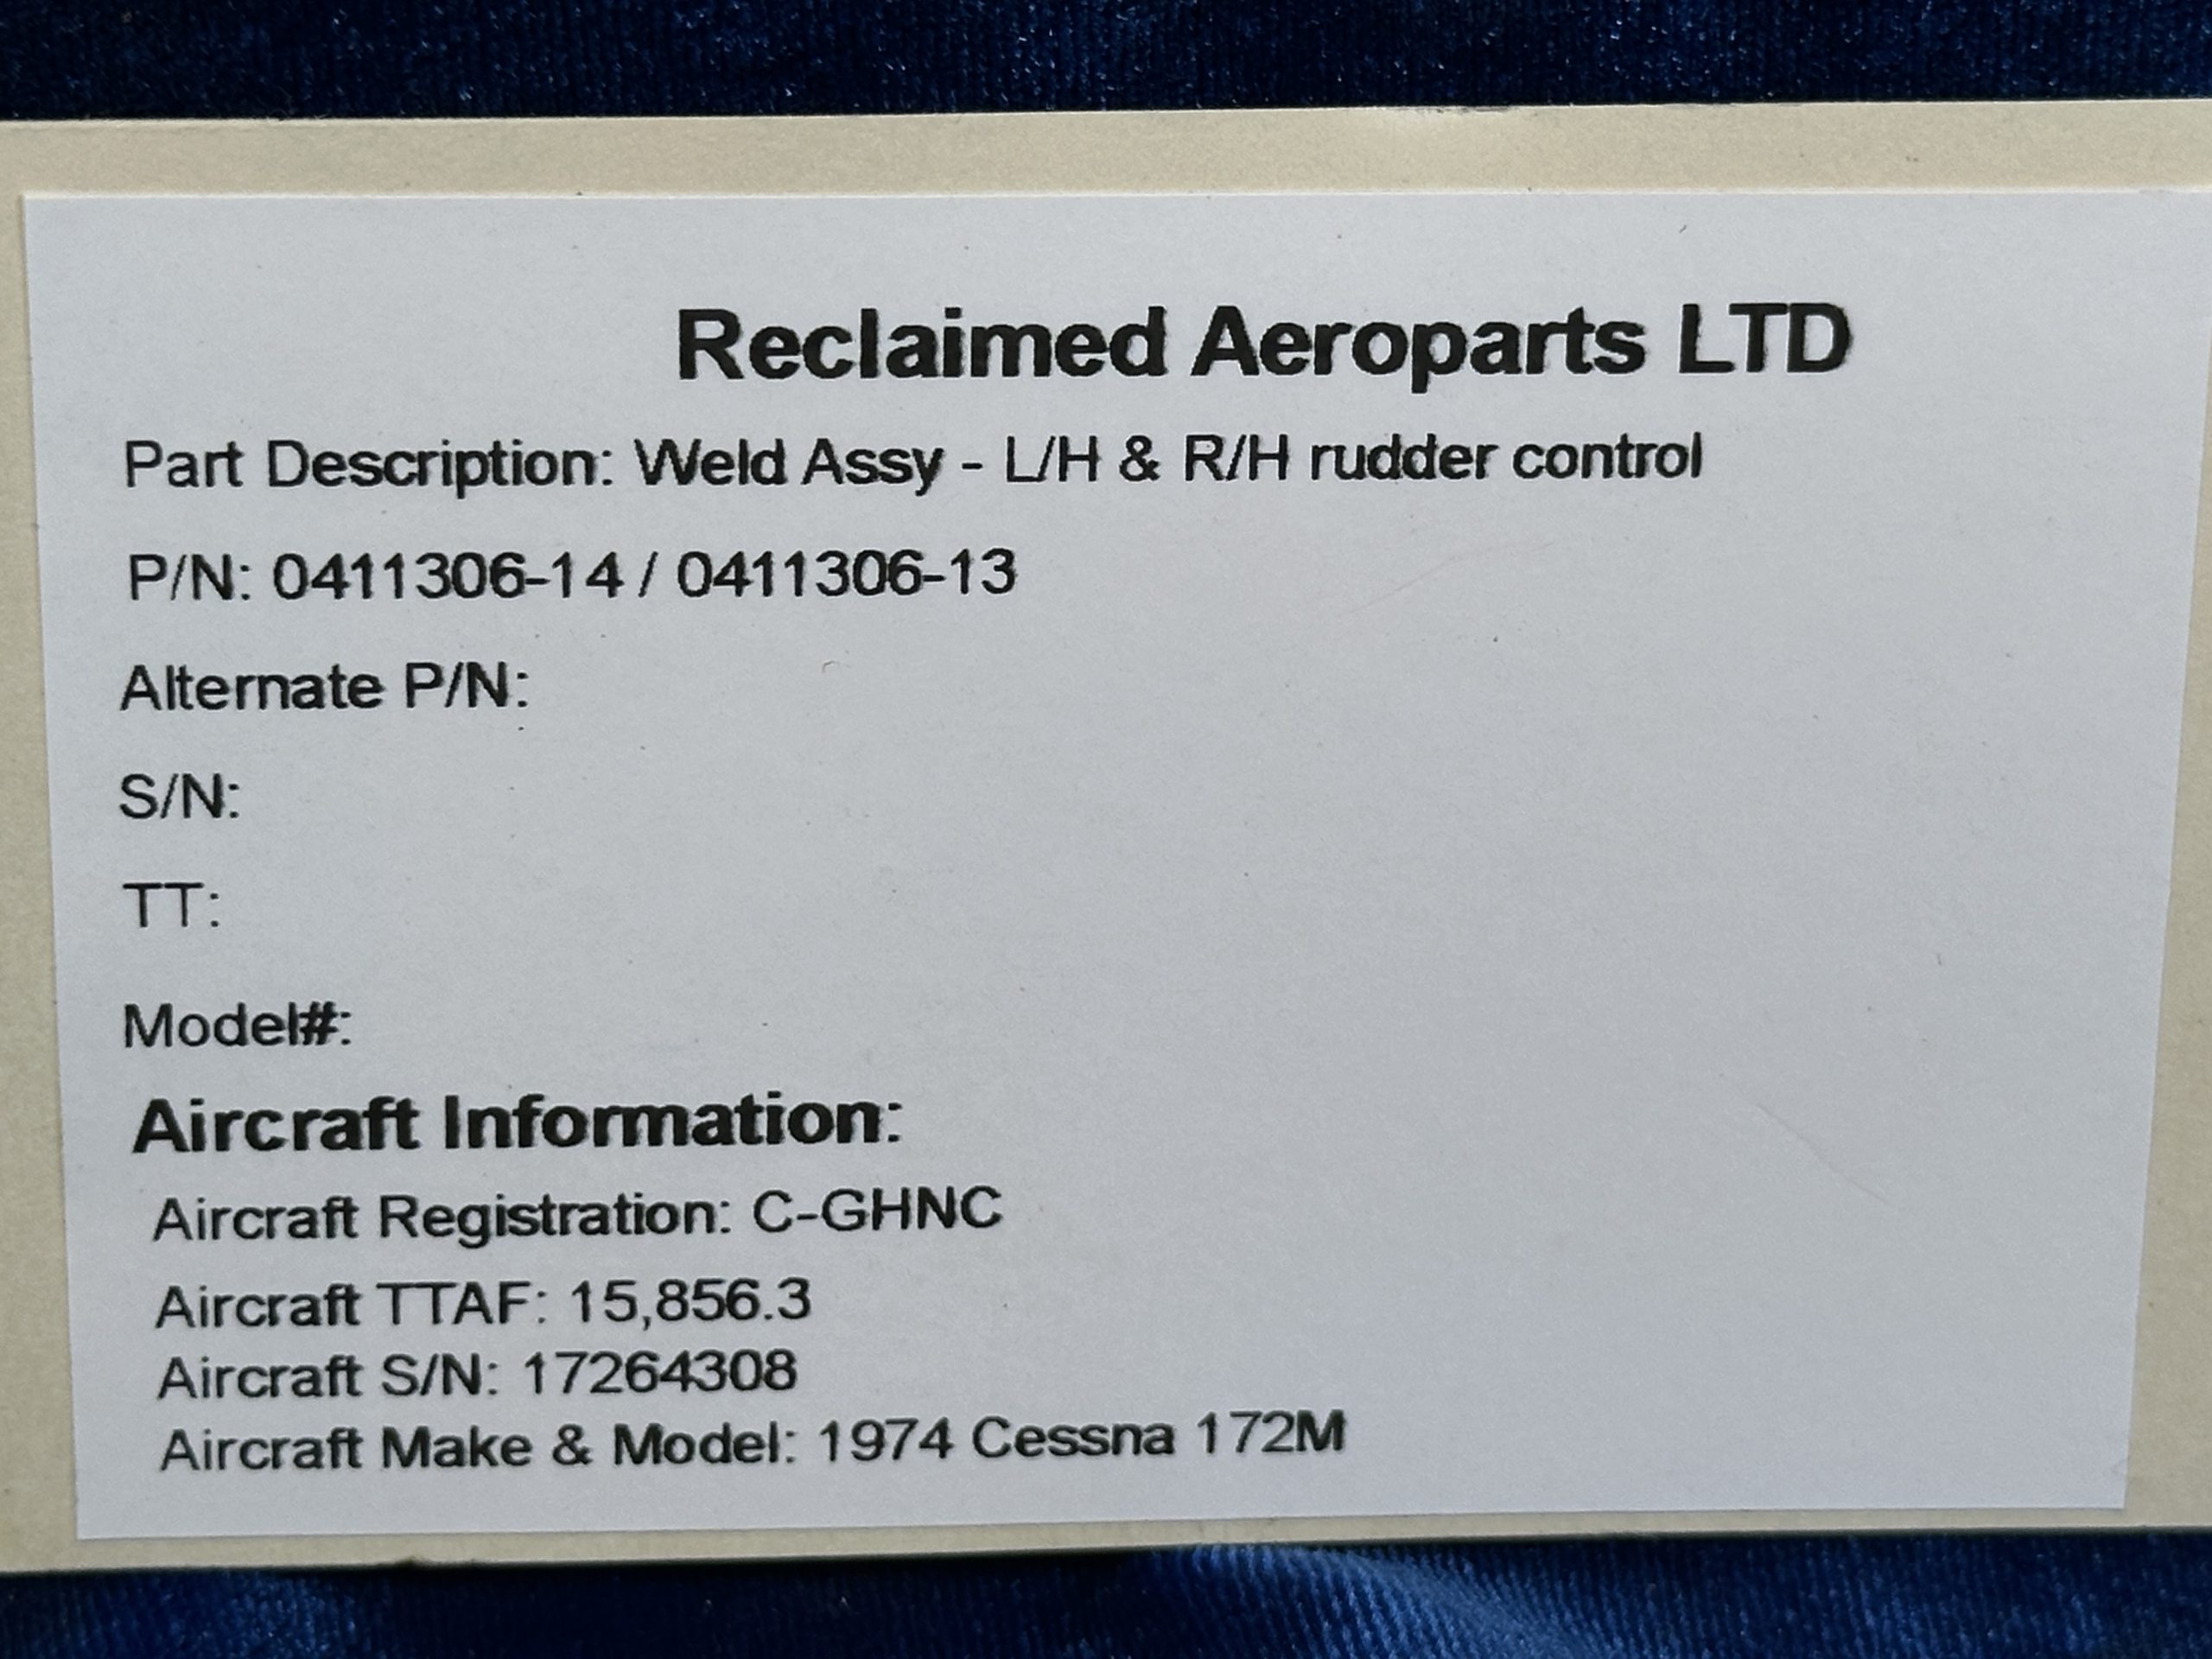 Reclaimed Aeroparts LTD
Part Description: Weld Assy - L/H & R/H rudder control
P/N: 0411306-14 / 0411306-13
Alternate P/N:
S/N:
TT:
Model#:
Aircraft Information:
Aircraft Registration: C-GHNC
Aircraft TTAF: 15,856.3
Aircraft S/N: 17264308
Aircraft Make & Model: 1974 Cessna 172M